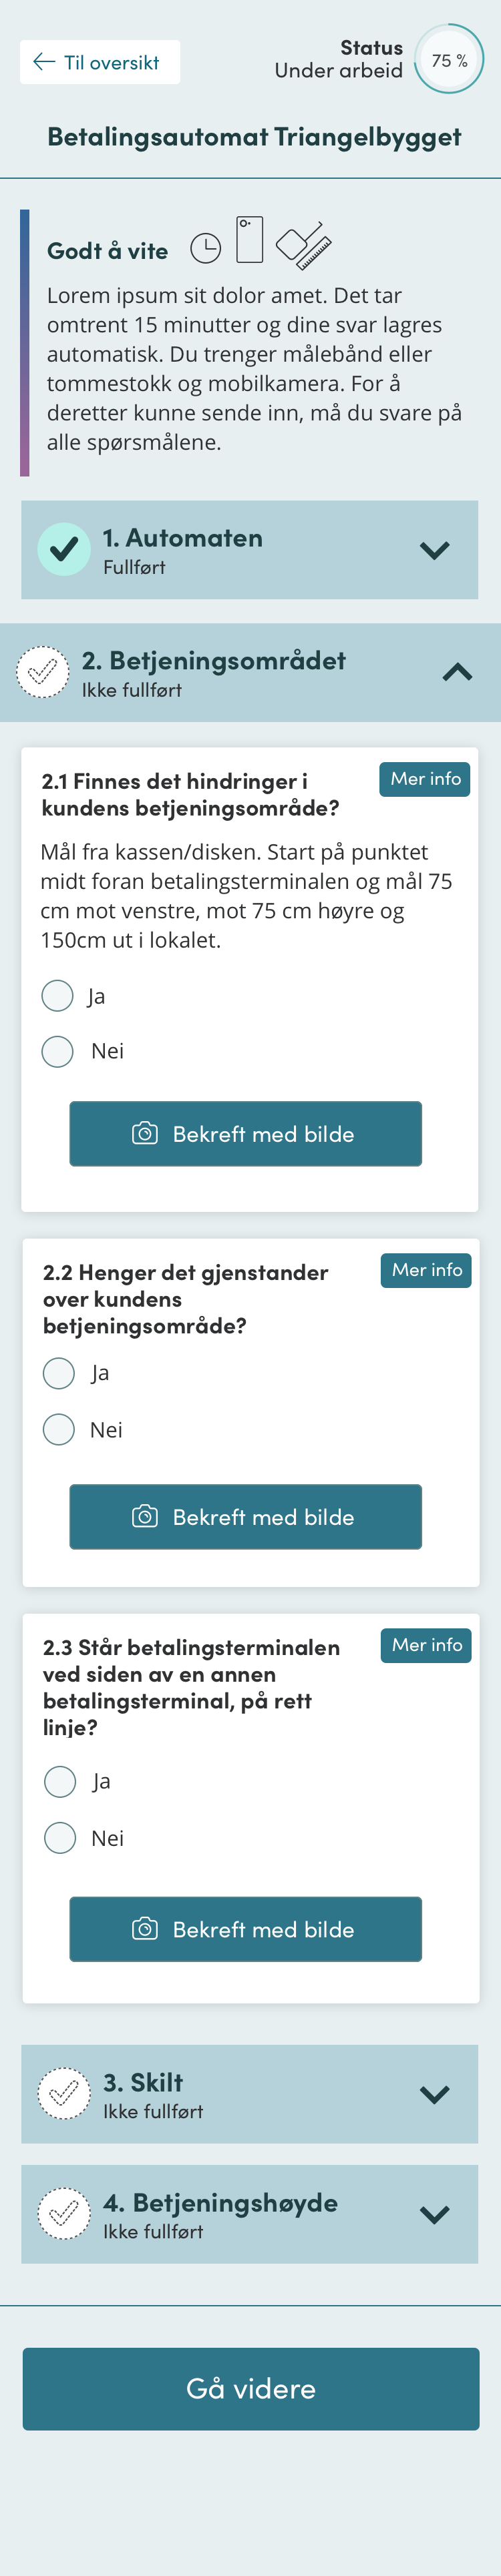 Til oversikt
Status
Under arbeid
75 %
Betalingsautomat Triangelbygget
Godt å vite
Lorem ipsum sit dolor amet. Det tar
omtrent 15 minutter og dine svar lagres
automatisk. Du trenger målebånd eller
tommestokk og mobilkamera. For å
deretter kunne sende inn, må du svare på
alle spørsmålene.
1. Automaten
Fullført
2. Betjeningsområdet
Ikke fullført
2.1 Finnes det hindringer i
kundens betjeningsområde?
Mer info
Mål fra kassen/disken. Start på punktet
midt foran betalingsterminalen og mål 75
cm mot venstre, mot 75 cm høyre og
150cm ut i lokalet.
Ja
Nei
Bekreft med bilde
2.2 Henger det gjenstander
over kundens
betjeningsområde?
Mer info
Ja
Nei
Bekreft med bilde
2.3 Står betalingsterminalen
ved siden av en annen
betalingsterminal, på rett
linje?
Mer info
Ja
Nei
Bekreft med bilde
3. Skilt
Ikke fullført
4. Betjeningshøyde
Ikke fullført
Gå videre